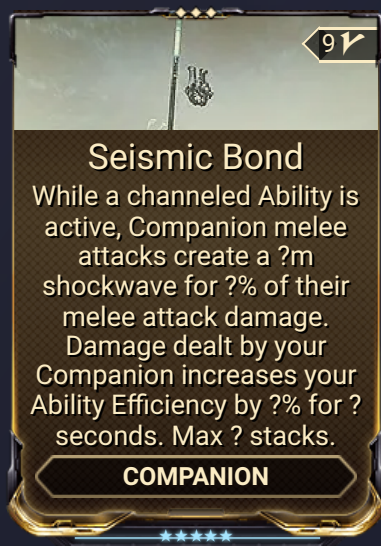 9
Seismic Bond
While a channeled Ability is
active, Companion melee
attacks create a ?m
shockwave for ?% of their
melee attack damage.
Damage dealt by your
Companion increases your
Ability Efficiency by ?% for ?
seconds. Max ? stacks.
COMPANION